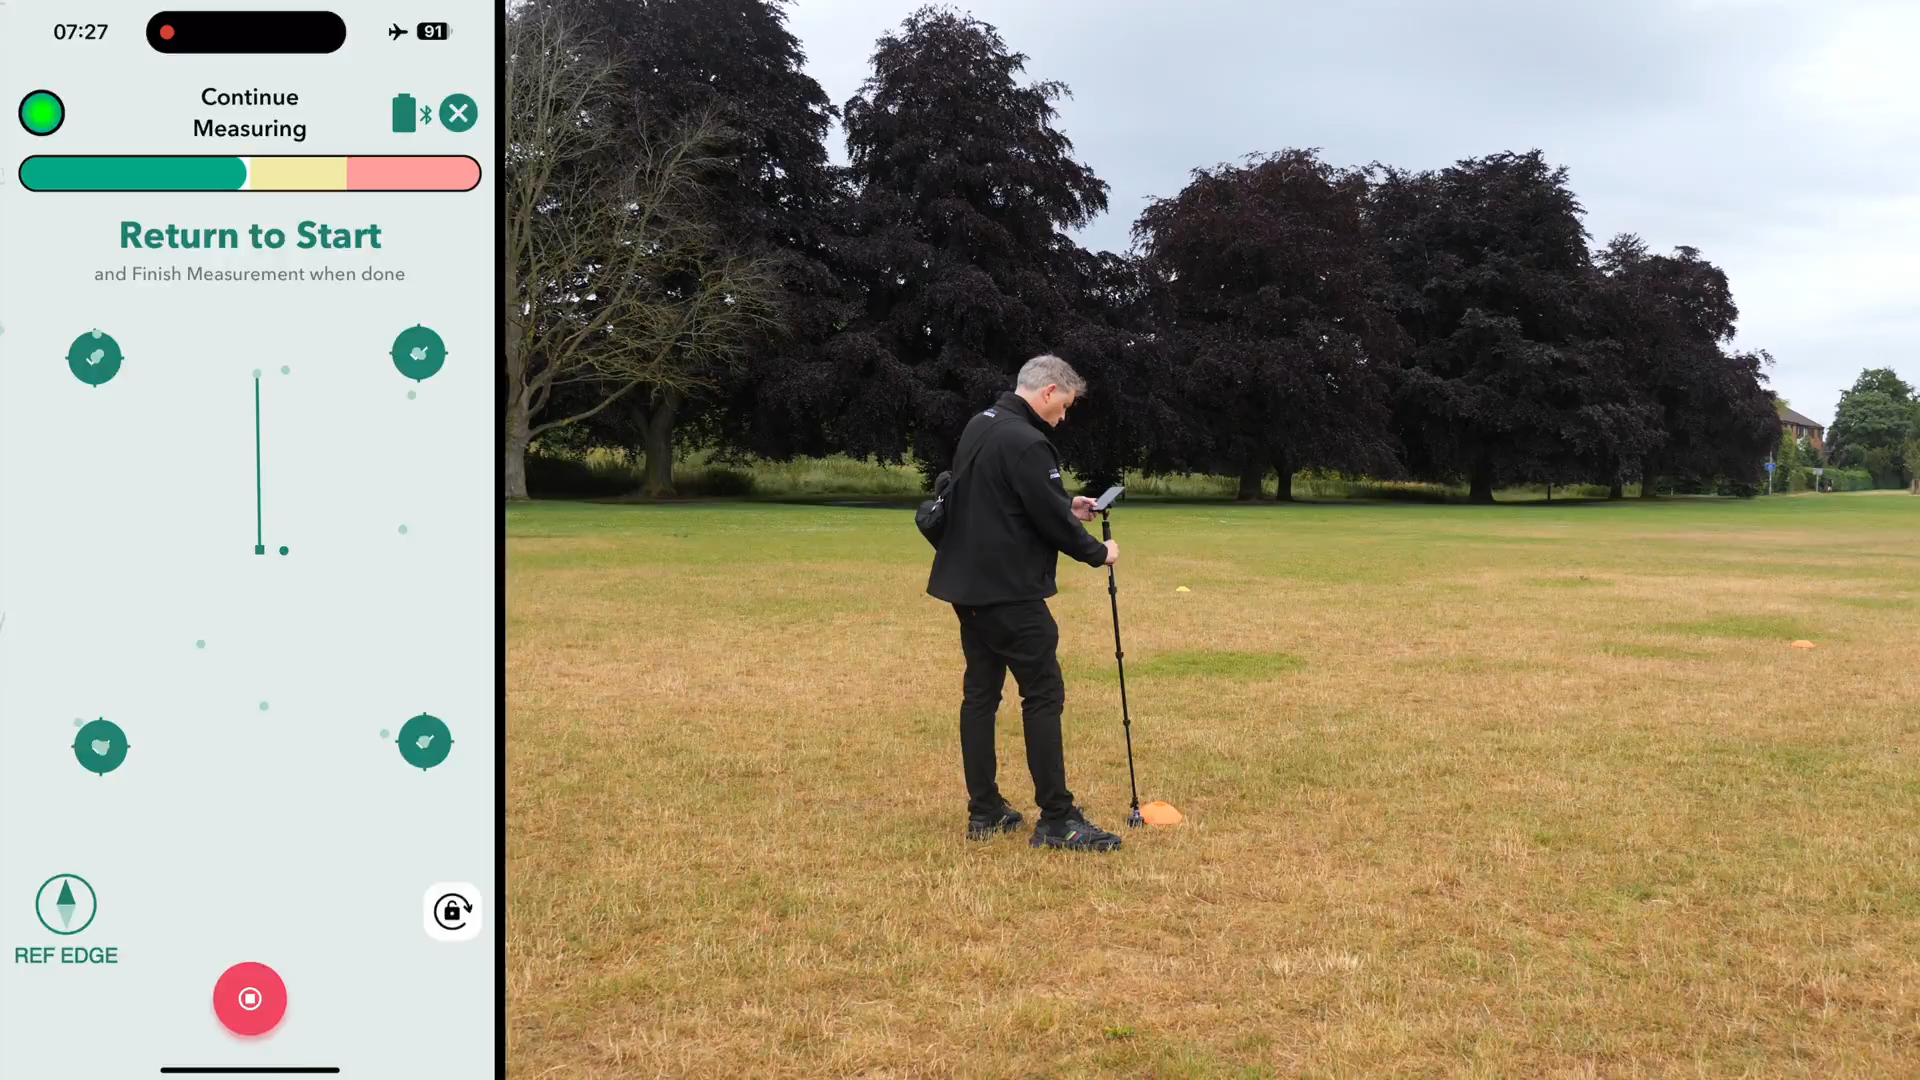 07:27
91
Continue
Measuring
Return to Start
and Finish Measurement when done
REF EDGE